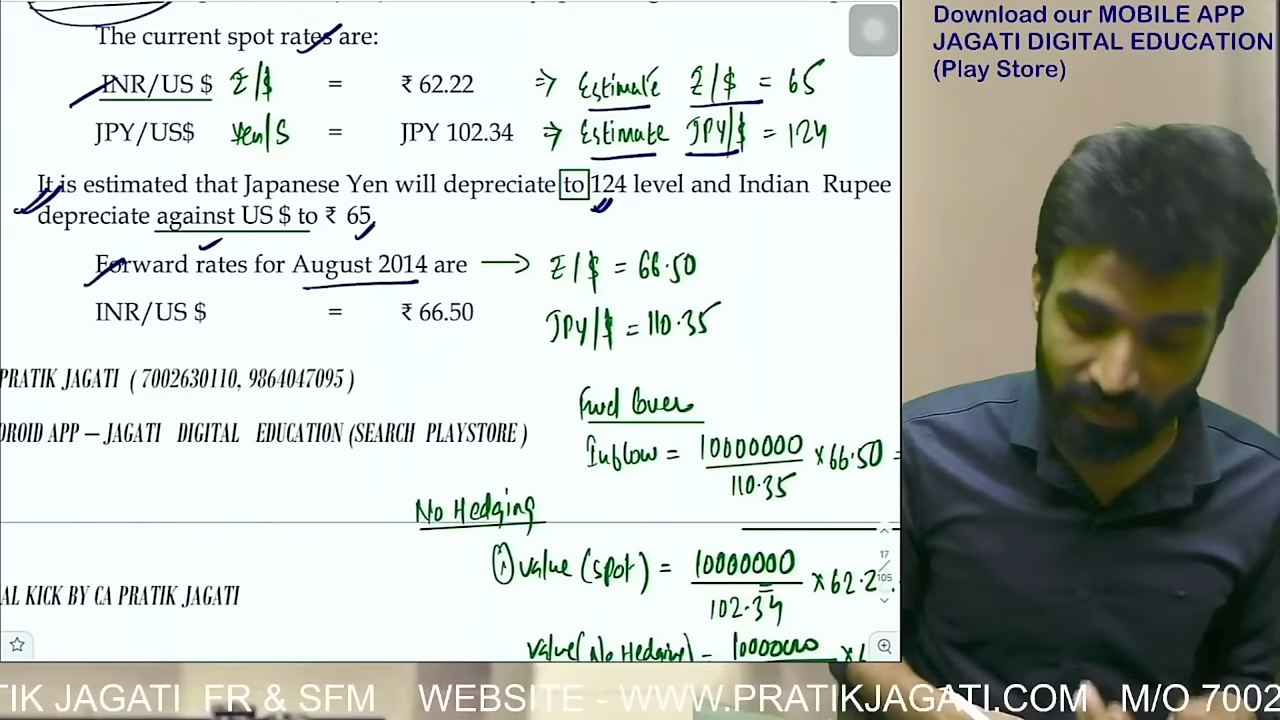 Download our MOBILE APP
JAGATI DIGITAL EDUCATION
(Play Store)
The current spot rates are:
INR/US $ ₹/$ = ₹ 62.22 ⇒ Estimate ₹/$ = 65
JPY/US$ Yen/$ = JPY 102.34 ⇒ Estimate JPY/$ = 124
It is estimated that Japanese Yen will depreciate to 124 level and Indian Rupee
depreciate against US $ to ₹ 65
Forward rates for August 2014 are → ₹/$ = 66.50
INR/US $ = ₹ 66.50
JPY/$ = 110.35
PRATIK JAGATI ( 7002630110, 9864047095 )
DROID APP – JAGATI DIGITAL EDUCATION (SEARCH PLAYSTORE )
Fwd Cover
Inflow = 10000000 / 110.35 × 66.50 =
No Hedging
① value (spot) = 10000000 / 102.34 × 62.2
17
105
AL KICK BY CA PRATIK JAGATI
value (No Hedging) = 10000000 ×
TIK JAGATI FR & SFM WEBSITE - WWW.PRATIKJAGATI.COM M/O 7002